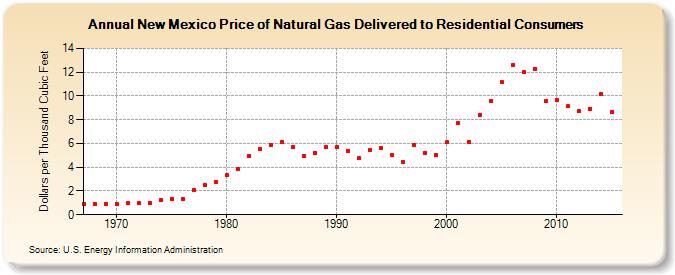 Annual New Mexico Price of Natural Gas Delivered to Residential Consumers
Dollars per Thousand Cubic Feet
14
12
10
8
6
4
2
0
1970 1980 1990 2000 2010
Source: U.S. Energy Information Administration